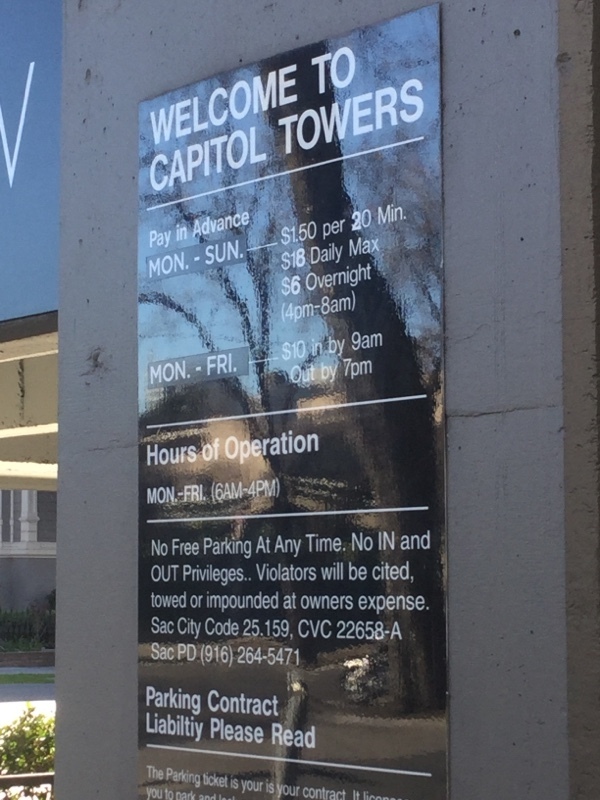 WELCOME TO
CAPITOL TOWERS
Pay in Advance
MON. - SUN. $1.50 per 20 Min.
$18 Daily Max
$6 Overnight
(4pm-8am)
MON. - FRI. $10 in by 9am
Out by 7pm
Hours of Operation
MON.-FRI. (6AM-4PM)
No Free Parking At Any Time. No IN and
OUT Privileges.. Violators will be cited,
towed or impounded at owners expense.
Sac City Code 25.159, CVC 22658-A
Sac PD (916) 264-5471
Parking Contract
Liabiltiy Please Read
The Parking ticket is your is your contract. It
you to park and